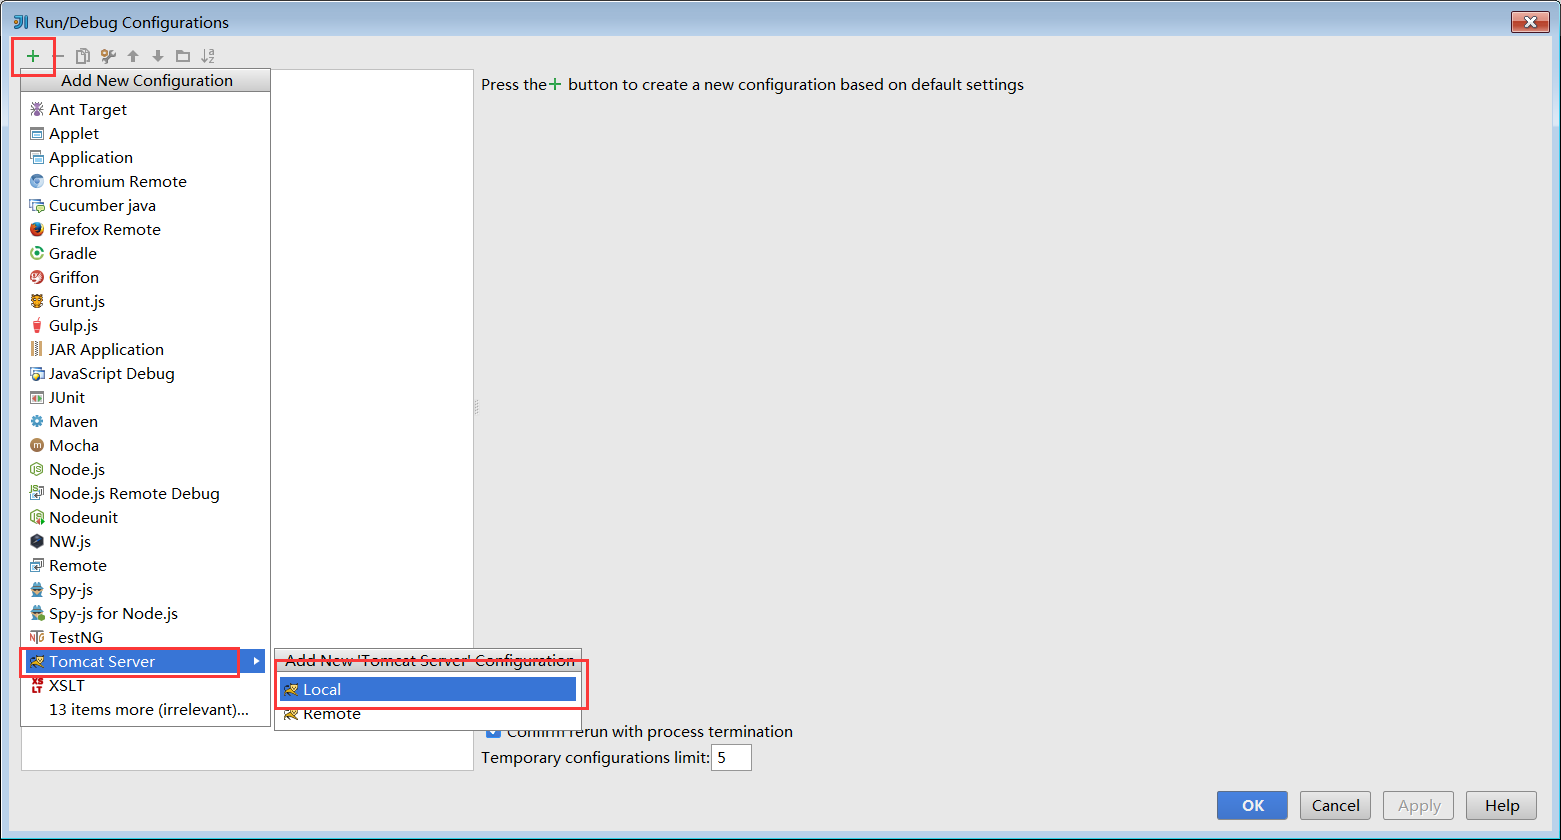 Run/Debug Configurations
Add New Configuration
Press the + button to create a new configuration based on default settings
Ant Target
Applet
Application
Chromium Remote
Cucumber java
Firefox Remote
Gradle
Griffon
Grunt.js
Gulp.js
JAR Application
JavaScript Debug
JUnit
Maven
Mocha
Node.js
Node.js Remote Debug
Nodeunit
NW.js
Remote
Spy-js
Spy-js for Node.js
TestNG
Tomcat Server
XSLT
13 items more (irrelevant)...
Add New 'Tomcat Server' Configuration
Local
Remote
Confirm rerun with process termination
Temporary configurations limit: 5
OK Cancel Apply Help